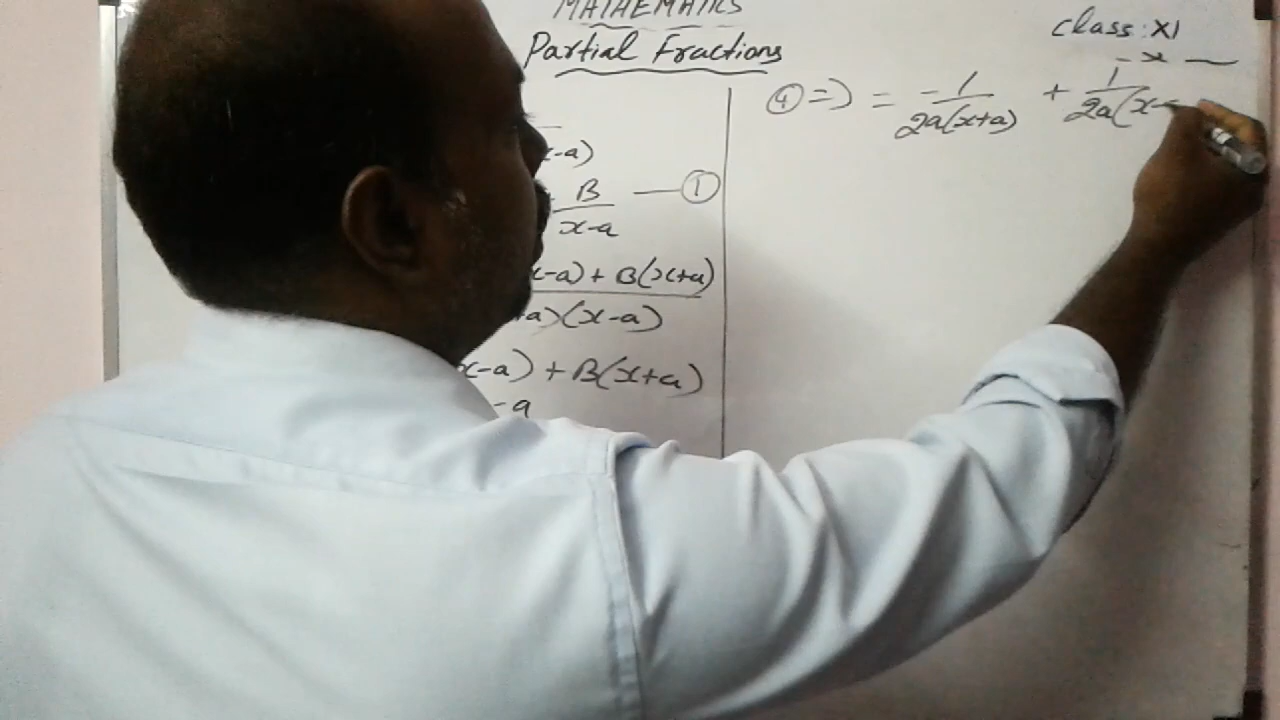 MATHEMATICS
Partial Fractions
Class: XI
- x -
-a)
B/(x-a) — ①
-a) + B(x+a)
+a)(x-a)
x-a) + B(x+a)
-a
④ => = -1/2a(x+a) + 1/2a(x-